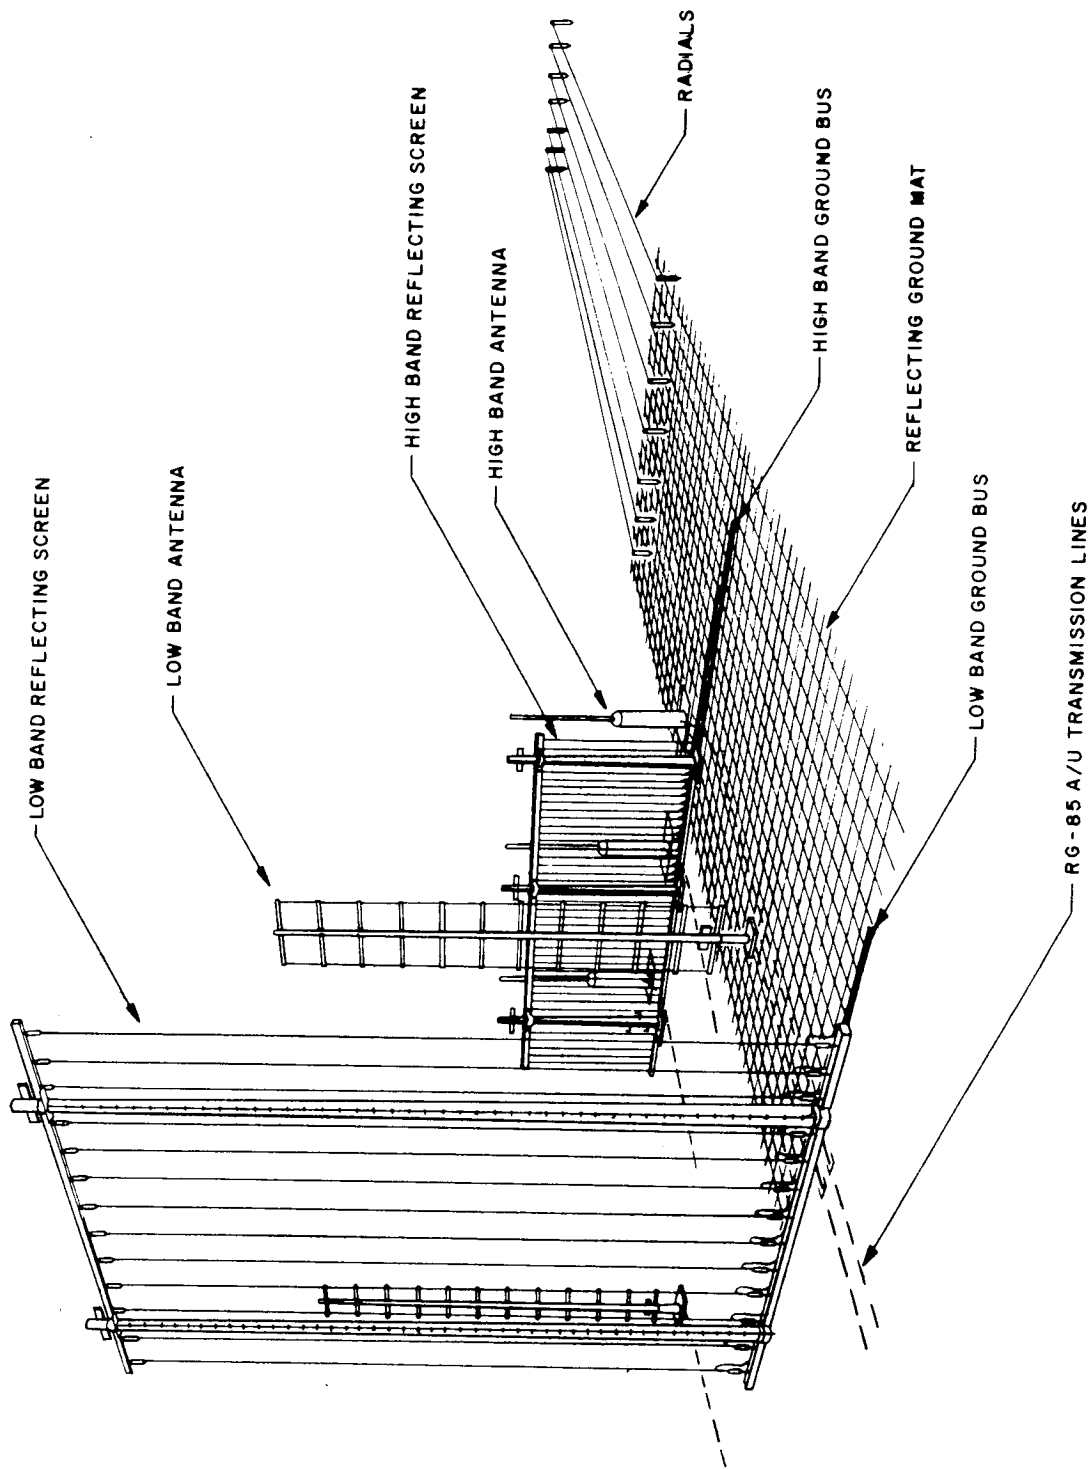 LOW BAND REFLECTING SCREEN
LOW BAND ANTENNA
HIGH BAND REFLECTING SCREEN
HIGH BAND ANTENNA
RADIALS
HIGH BAND GROUND BUS
REFLECTING GROUND MAT
LOW BAND GROUND BUS
RG-85 A/U TRANSMISSION LINES